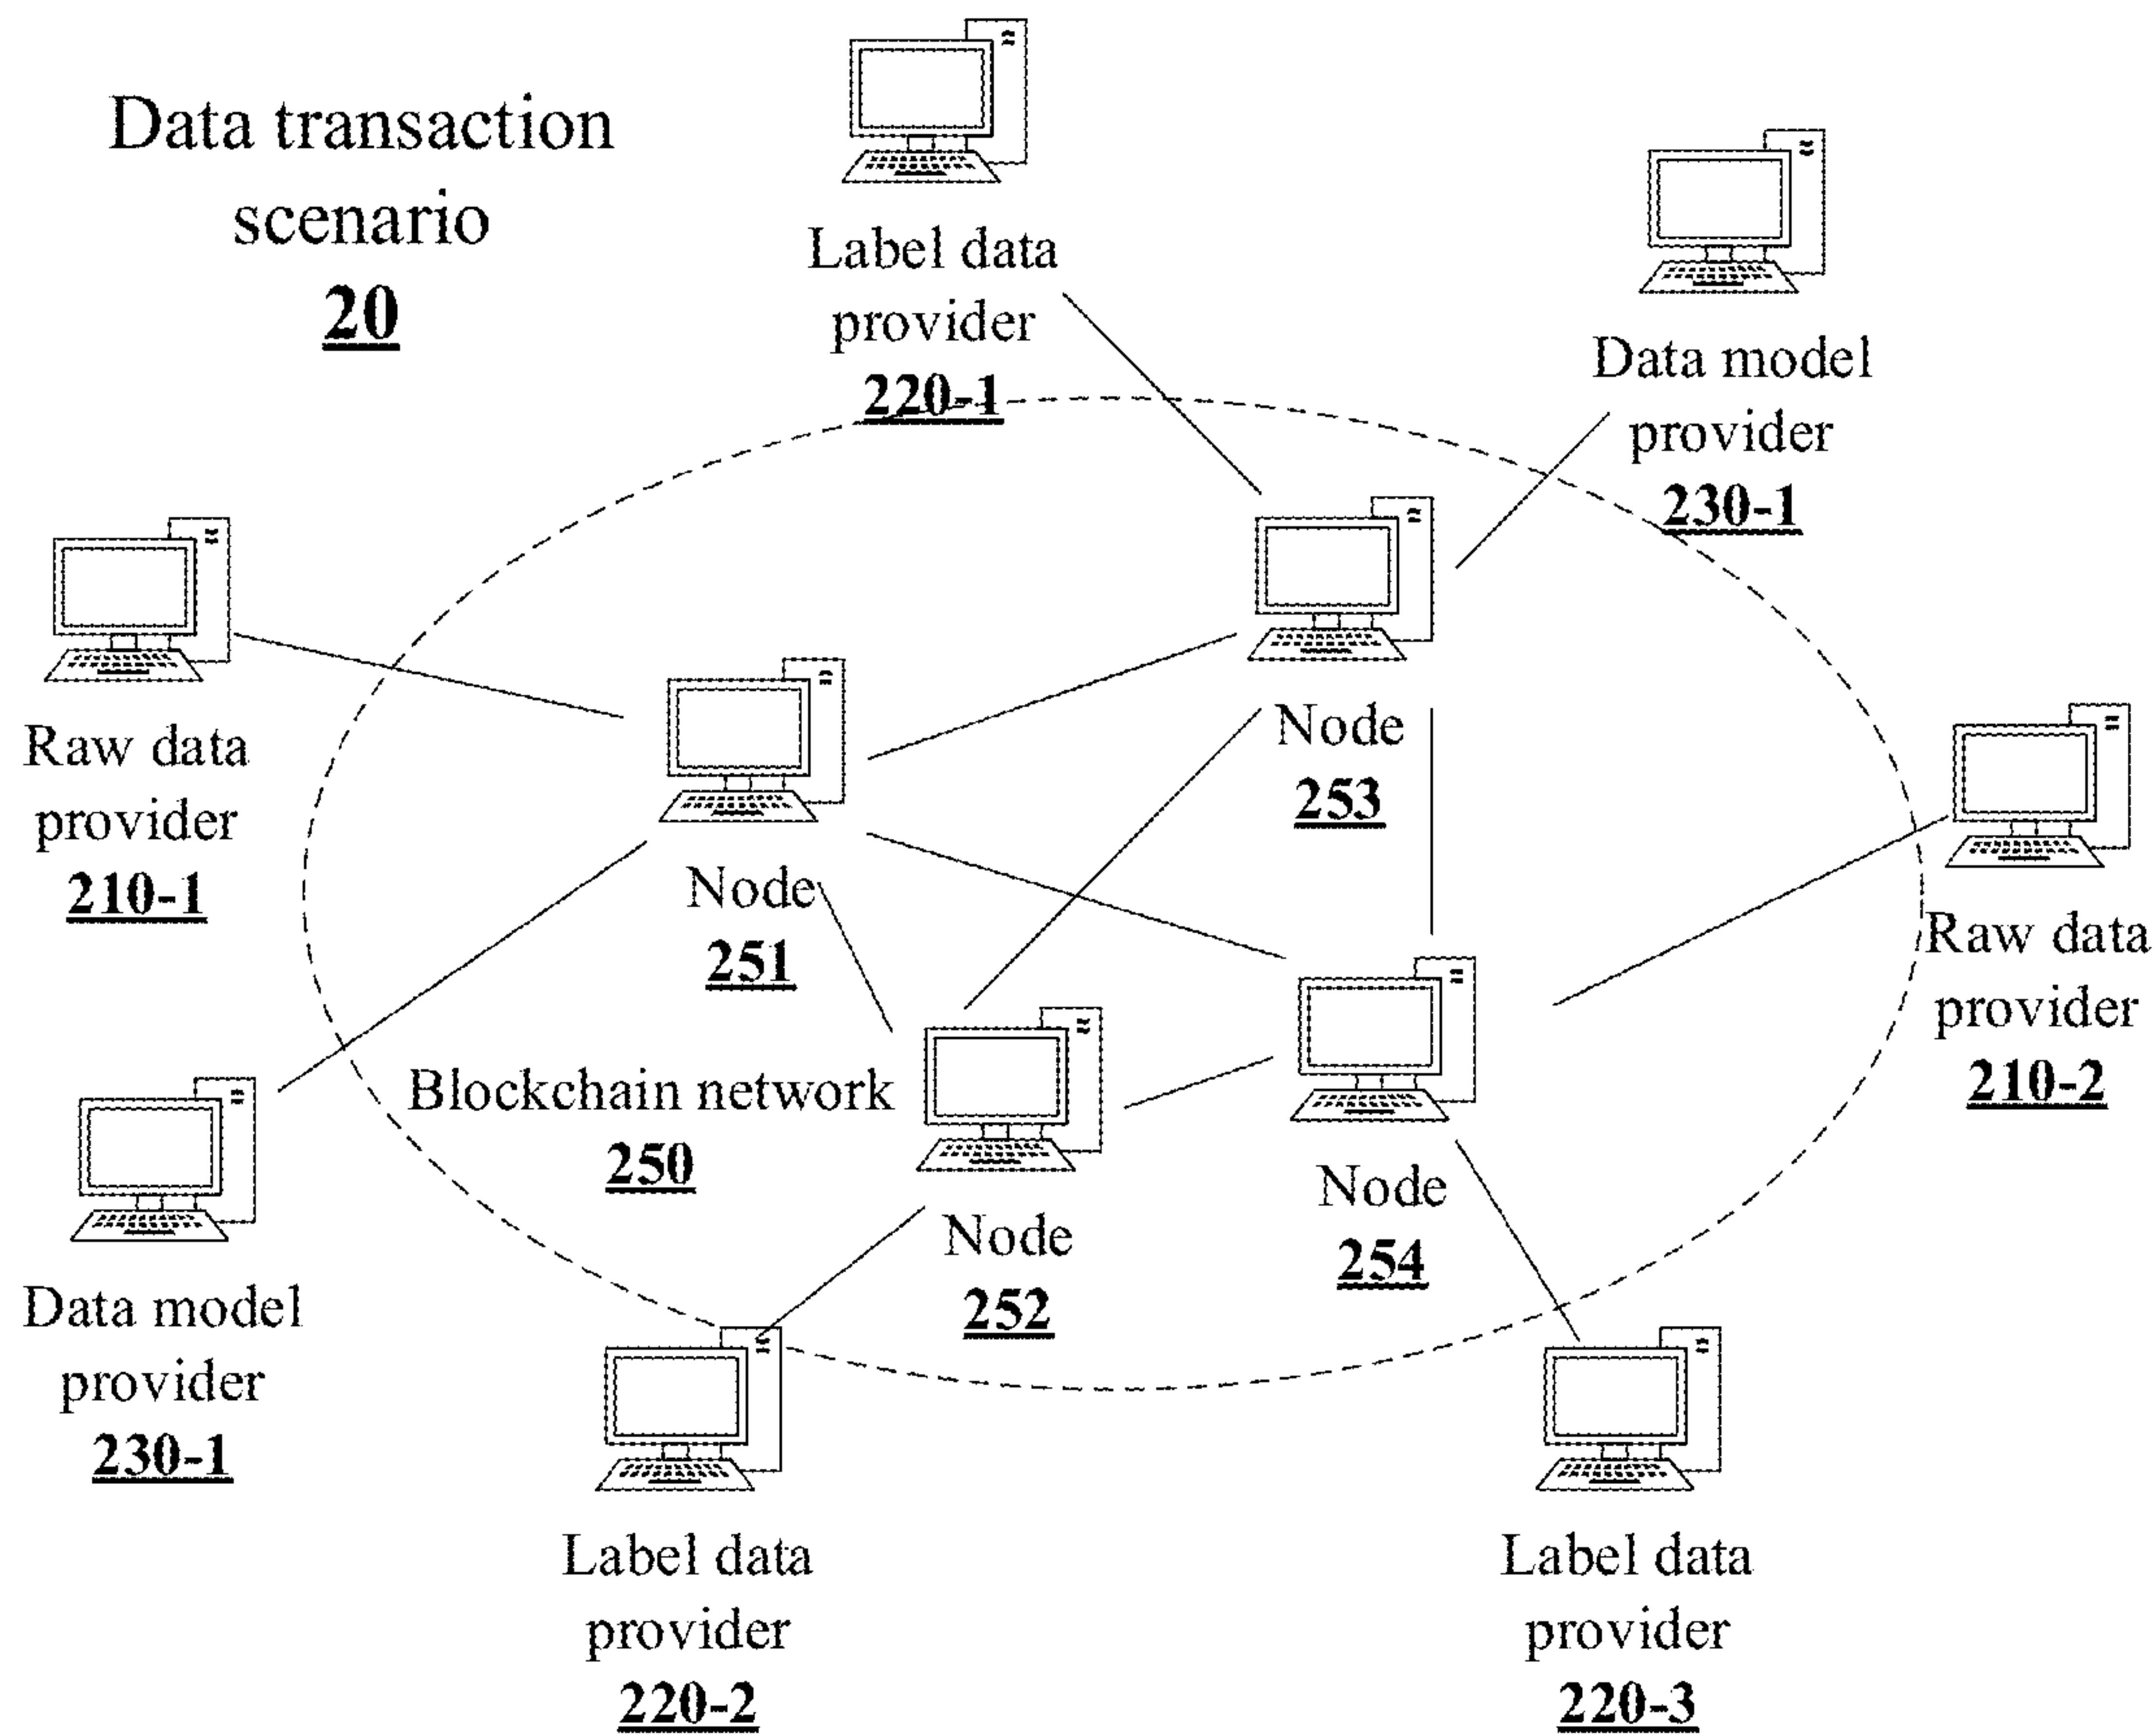 Data transaction
scenario
20
Label data
provider
220-1
Data model
provider
230-1
Raw data
provider
210-1
Node
253
Node
251
Raw data
provider
210-2
Blockchain network
250
Node
252
Node
254
Data model
provider
230-1
Label data
provider
220-2
Label data
provider
220-3